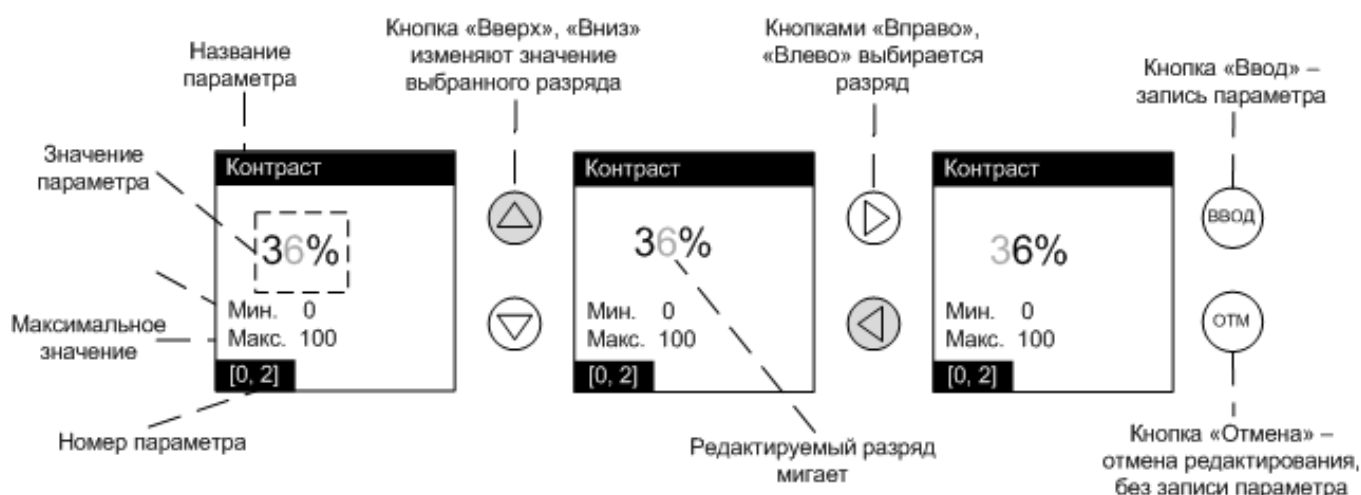 Название
параметра
Кнопка «Вверх», «Вниз»
изменяют значение
выбранного разряда
Кнопками «Вправо»,
«Влево» выбирается
разряд
Кнопка «Ввод» –
запись параметра
Значение
параметра
Максимальное
значение
Номер параметра
Контраст
36%
Мин. 0
Макс. 100
[0, 2]
Контраст
36%
Мин. 0
Макс. 100
[0, 2]
Контраст
36%
Мин. 0
Макс. 100
[0, 2]
ВВОД
ОТМ
Редактируемый разряд
мигает
Кнопка «Отмена» –
отмена редактирования,
без записи параметра